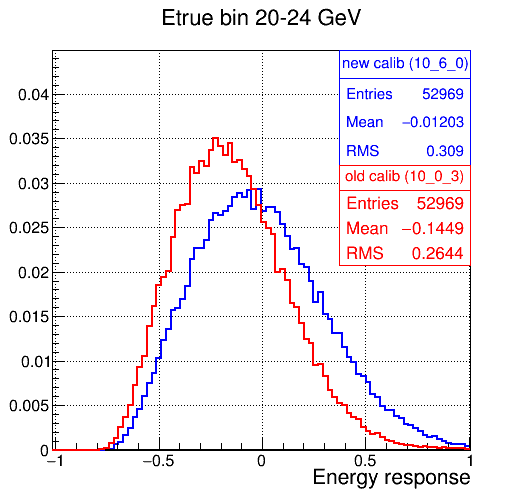 Etrue bin 20-24 GeV
new calib (10_6_0)
Entries 52969
Mean −0.01203
RMS 0.309
old calib (10_0_3)
Entries 52969
Mean −0.1449
RMS 0.2644
0.04
0.035
0.03
0.025
0.02
0.015
0.01
0.005
0
−1 −0.5 0 0.5 1
Energy response